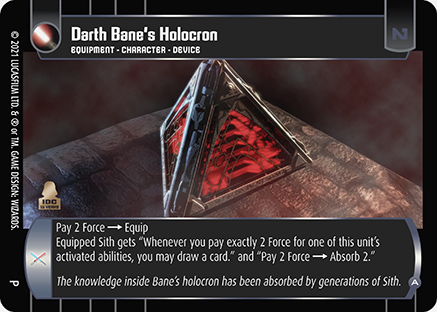 Darth Bane's Holocron
EQUIPMENT - CHARACTER - DEVICE
N
© 2021 LUCASFILM LTD. & ® OR TM. GAME DESIGN: WIZARDS.
IDC
Pay 2 Force → Equip
Equipped Sith gets "Whenever you pay exactly 2 Force for one of this unit's
activated abilities, you may draw a card." and "Pay 2 Force → Absorb 2."
The knowledge inside Bane's holocron has been absorbed by generations of Sith.
P
A